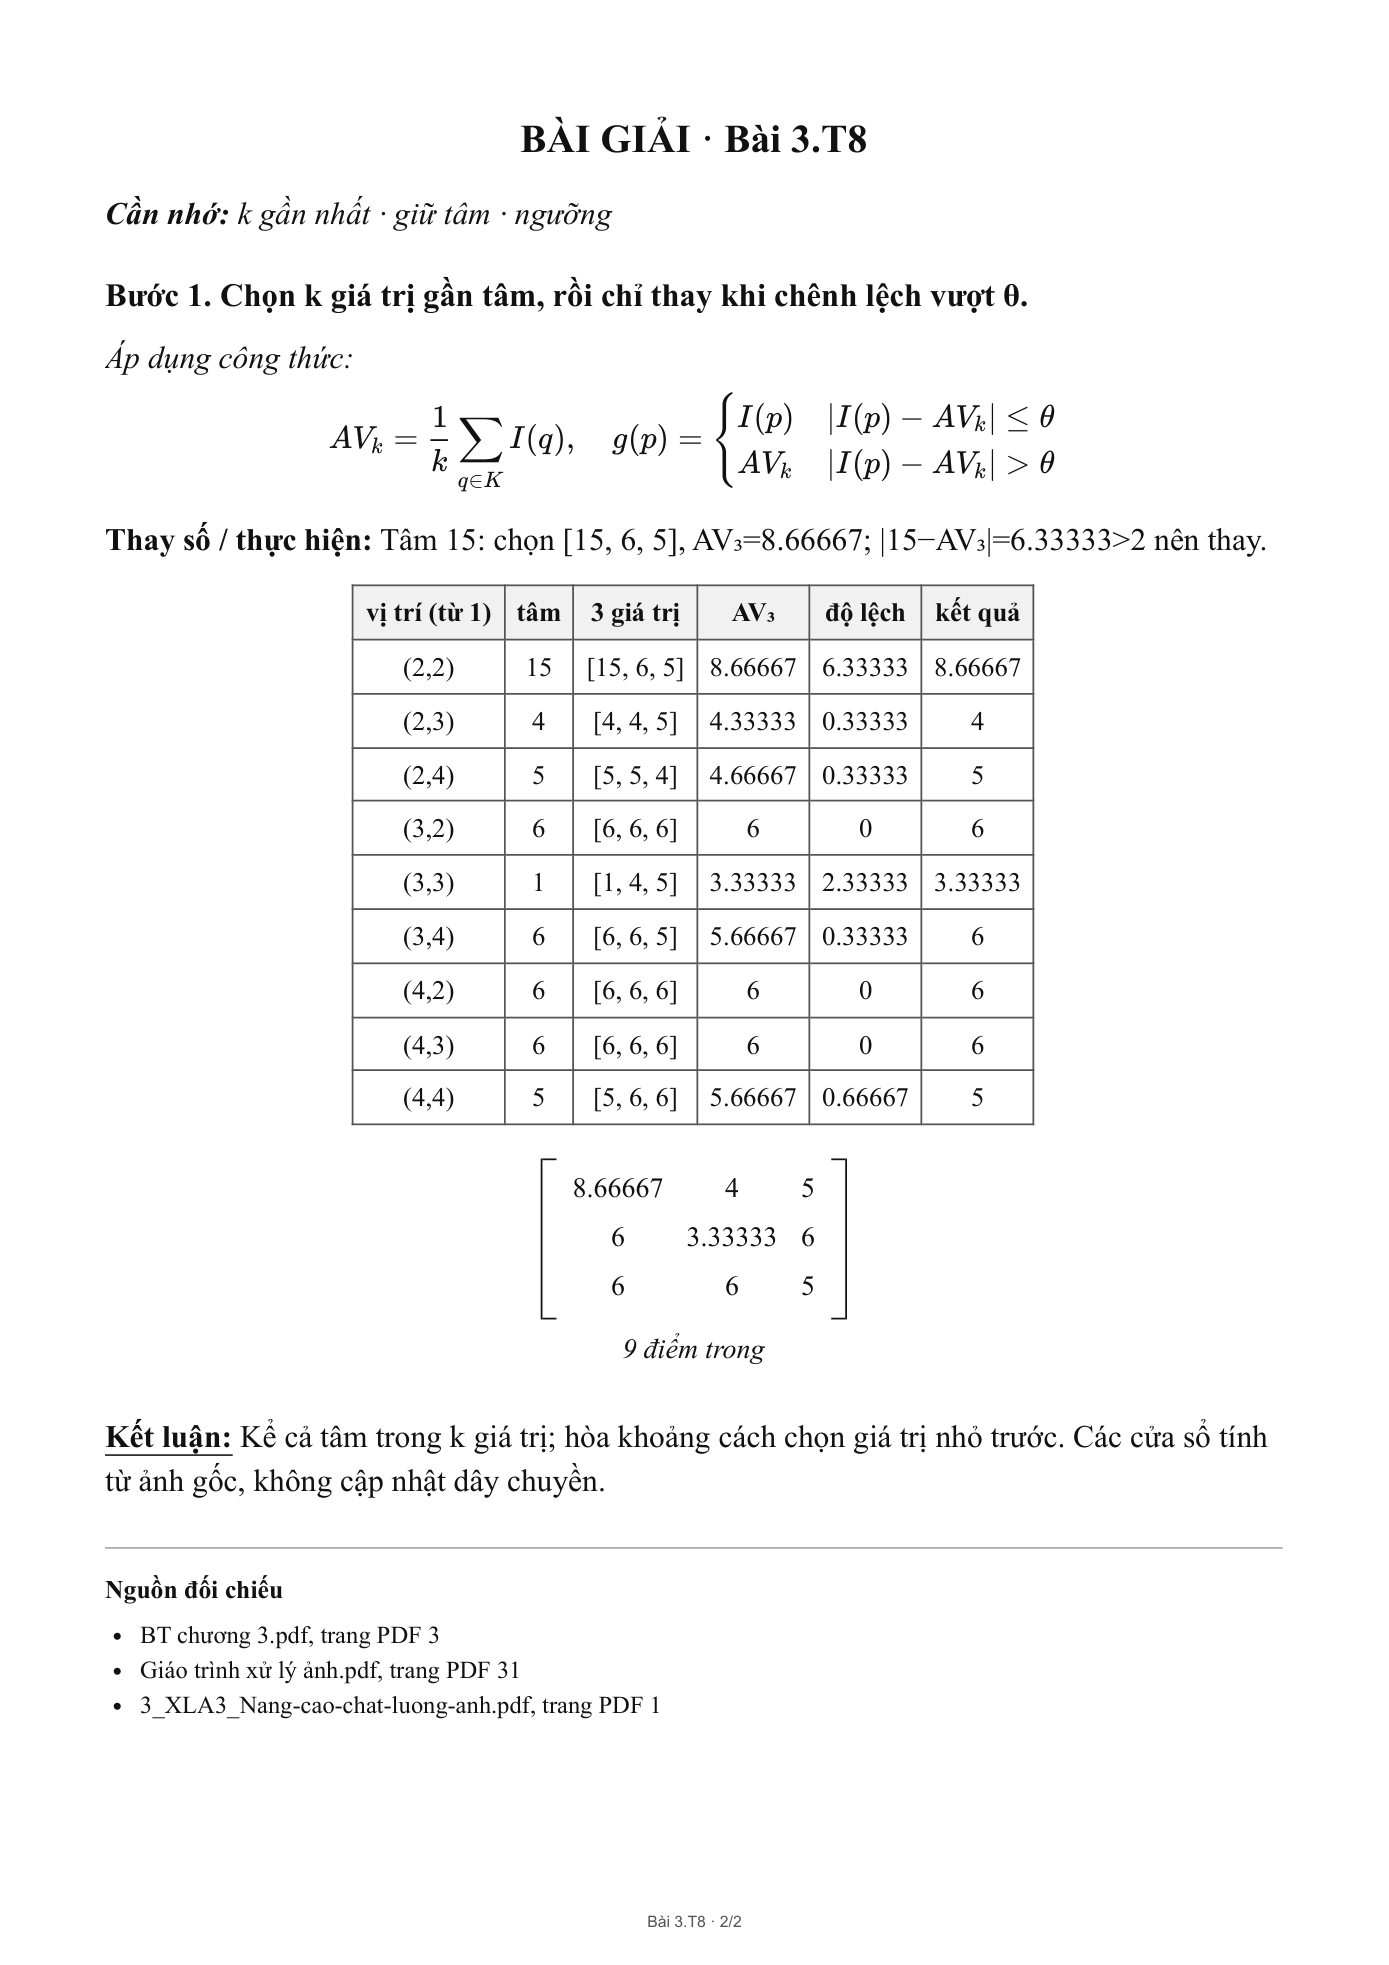 BÀI GIẢI · Bài 3.T8
Cần nhớ: k gần nhất · giữ tâm · ngưỡng
Bước 1. Chọn k giá trị gần tâm, rồi chỉ thay khi chênh lệch vượt θ.
Áp dụng công thức:
AVₖ = 1/k ∑_{q∈K} I(q), g(p) = { I(p) |I(p) − AVₖ| ≤ θ
AVₖ |I(p) − AVₖ| > θ
Thay số / thực hiện: Tâm 15: chọn [15, 6, 5], AV₃=8.66667; |15−AV₃|=6.33333>2 nên thay.
vị trí (từ 1) tâm 3 giá trị AV₃ độ lệch kết quả
(2,2) 15 [15, 6, 5] 8.66667 6.33333 8.66667
(2,3) 4 [4, 4, 5] 4.33333 0.33333 4
(2,4) 5 [5, 5, 4] 4.66667 0.33333 5
(3,2) 6 [6, 6, 6] 6 0 6
(3,3) 1 [1, 4, 5] 3.33333 2.33333 3.33333
(3,4) 6 [6, 6, 5] 5.66667 0.33333 6
(4,2) 6 [6, 6, 6] 6 0 6
(4,3) 6 [6, 6, 6] 6 0 6
(4,4) 5 [5, 6, 6] 5.66667 0.66667 5
8.66667 4 5
6 3.33333 6
6 6 5
9 điểm trong
Kết luận: Kể cả tâm trong k giá trị; hòa khoảng cách chọn giá trị nhỏ trước. Các cửa sổ tính
từ ảnh gốc, không cập nhật dây chuyền.
Nguồn đối chiếu
• BT chương 3.pdf, trang PDF 3
• Giáo trình xử lý ảnh.pdf, trang PDF 31
• 3_XLA3_Nang-cao-chat-luong-anh.pdf, trang PDF 1
Bài 3.T8 · 2/2